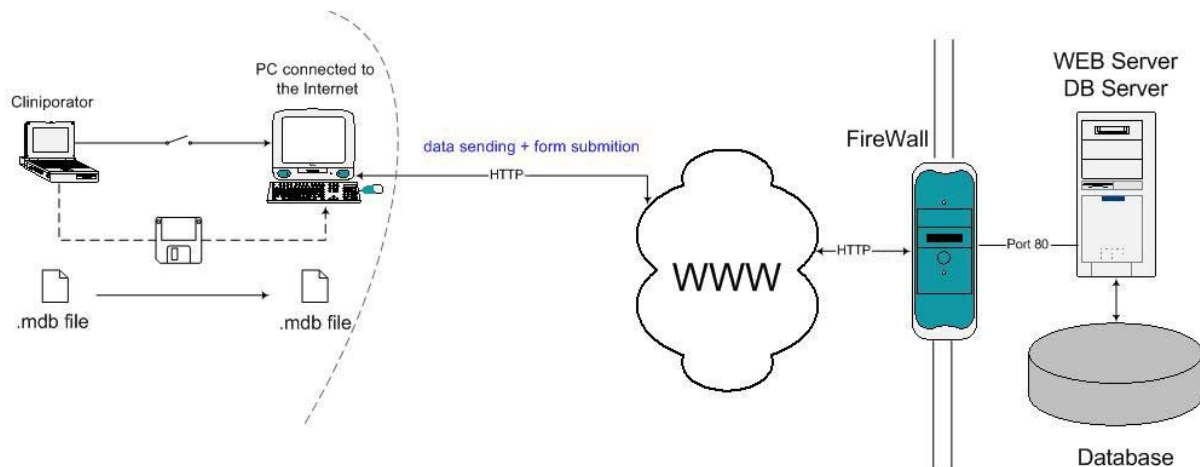 Cliniporator
PC connected to
the Internet
.mdb file
.mdb file
data sending + form submition
HTTP
WWW
HTTP
FireWall
Port 80
WEB Server
DB Server
Database